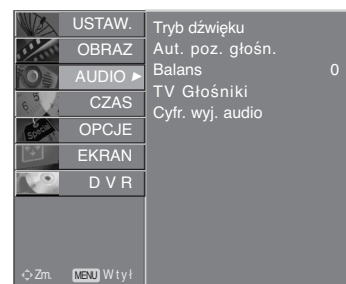 USTAW.
OBRAZ
AUDIO ►
CZAS
OPCJE
EKRAN
D V R
Tryb dźwięku
Aut. poz. głośn.
Balans 0
TV Głośniki
Cyfr. wyj. audio
Zm. MENU Wtył